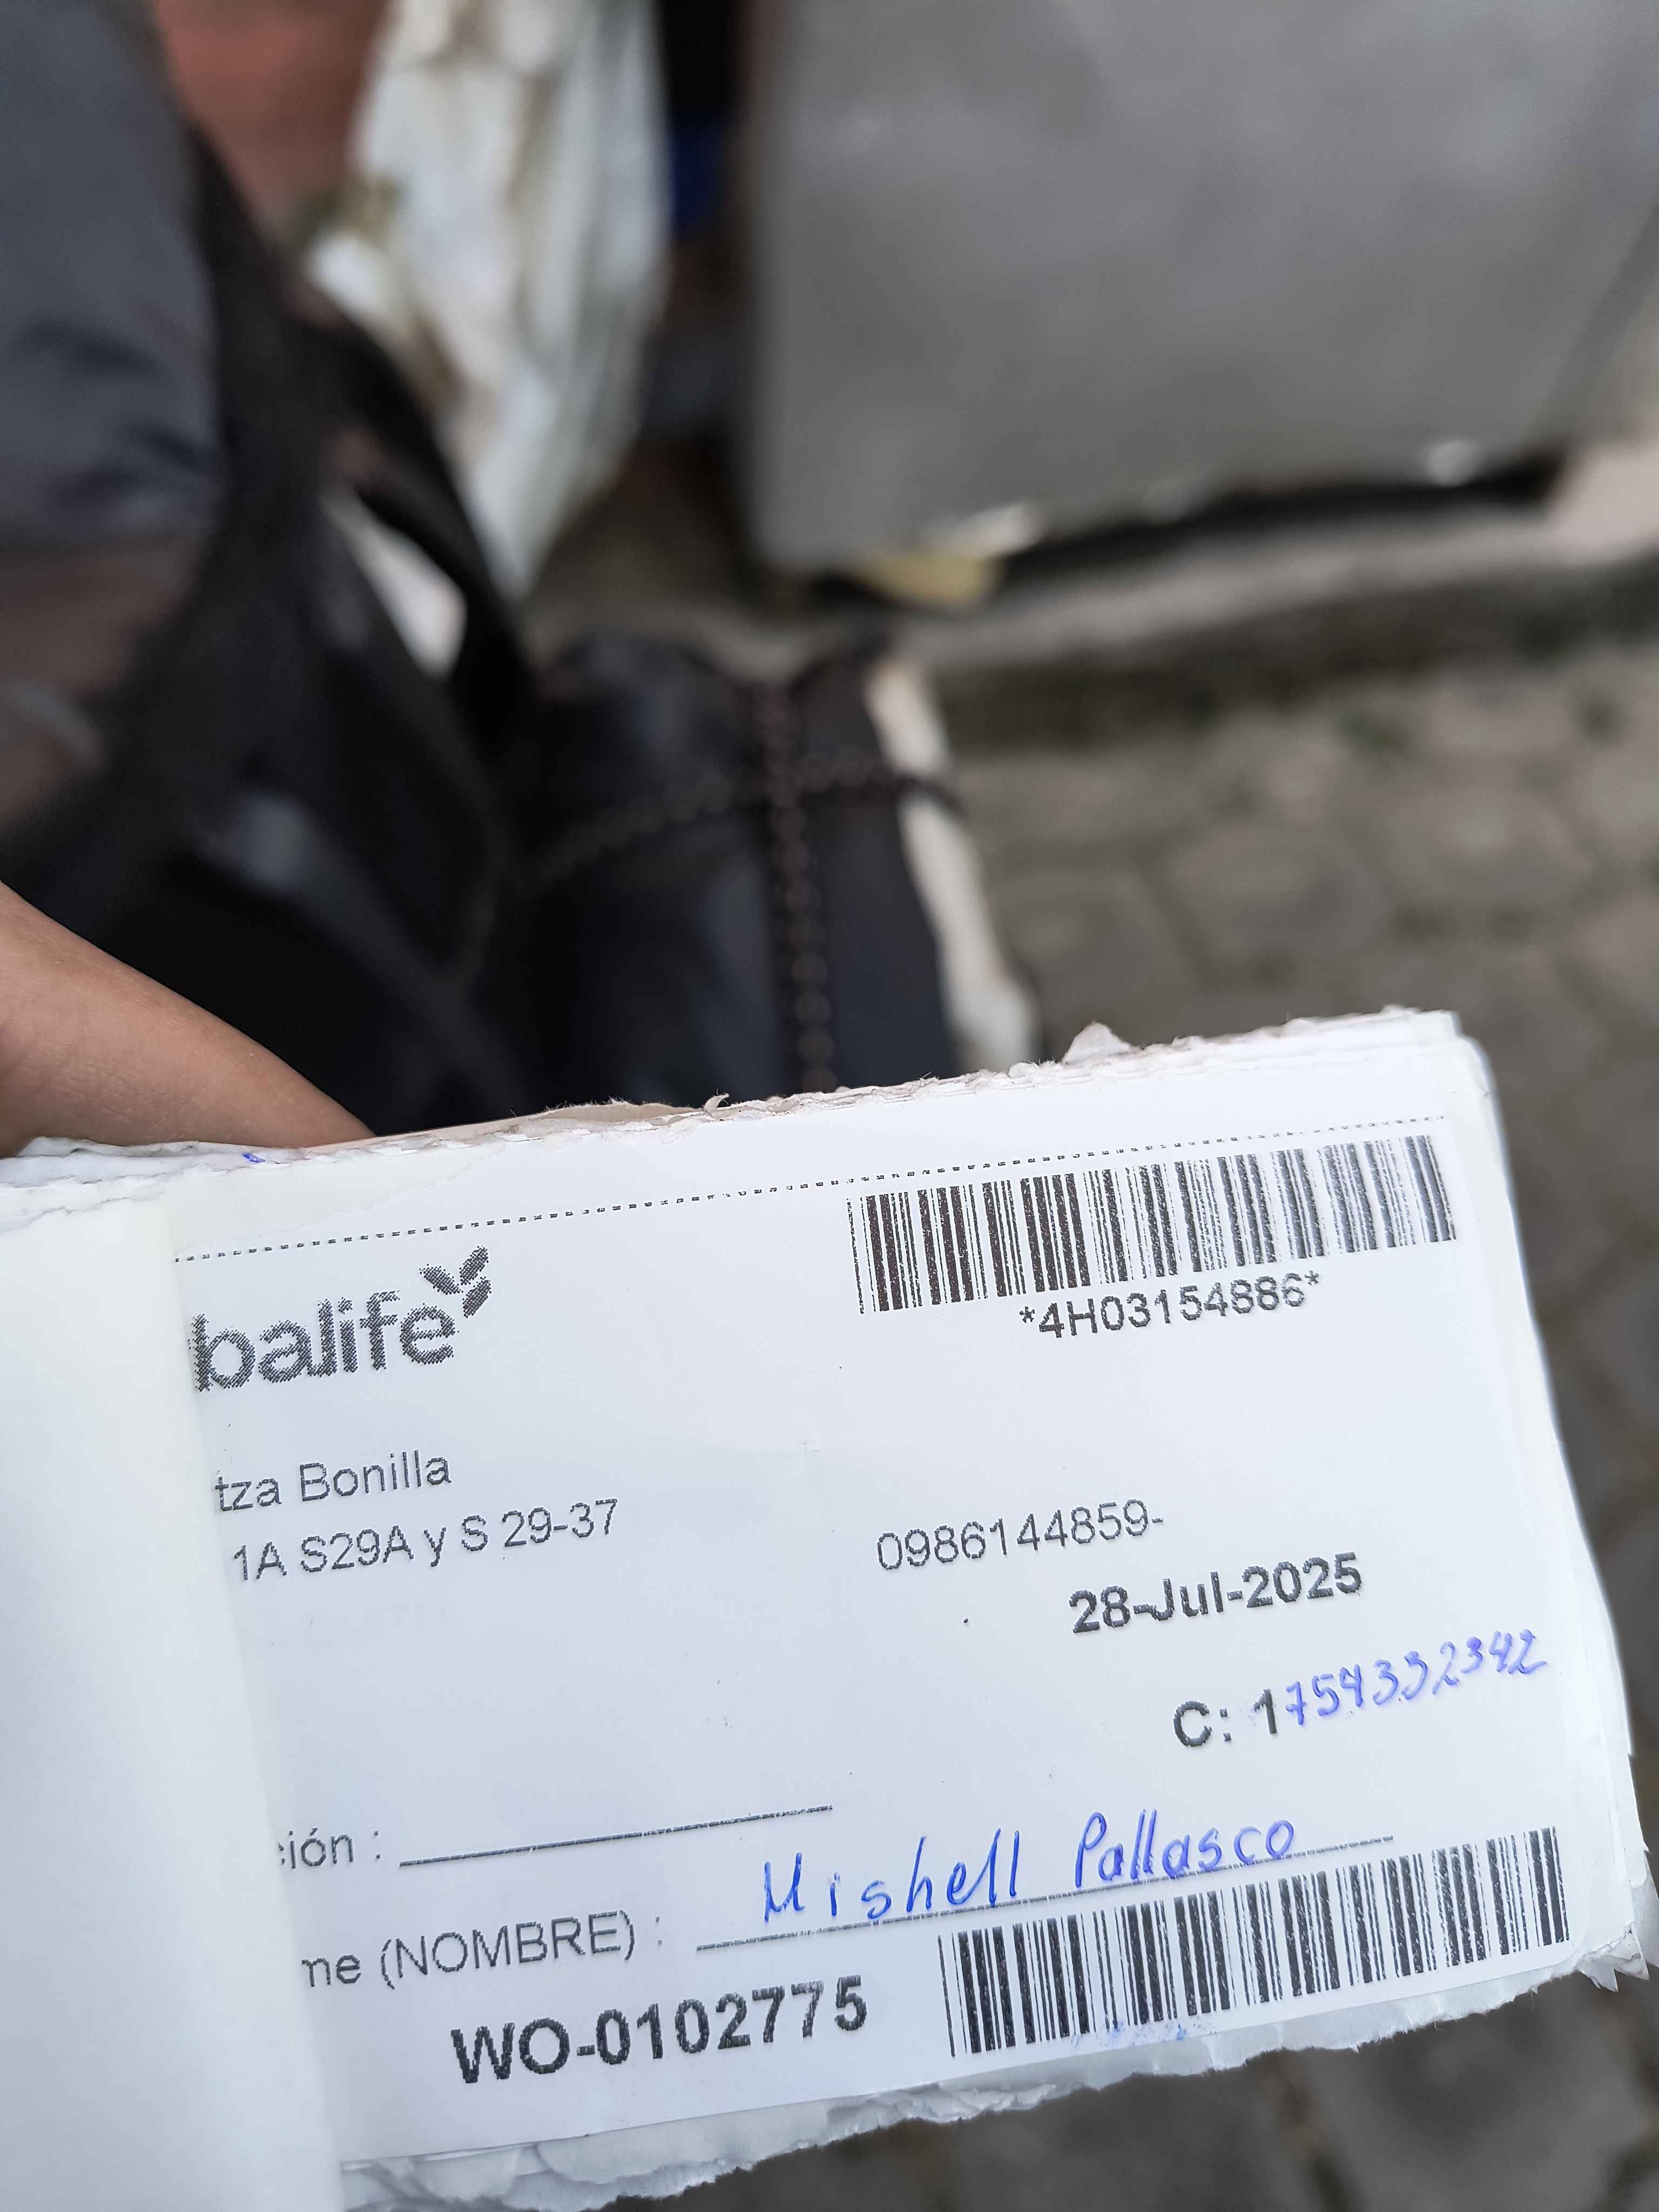 *4H03154886*
balife
tza Bonilla
1A S29A y S 29-37
0986144859-
28-Jul-2025
C: 1754332342
ión :
me (NOMBRE) : Mishell Pallasco
WO-0102775